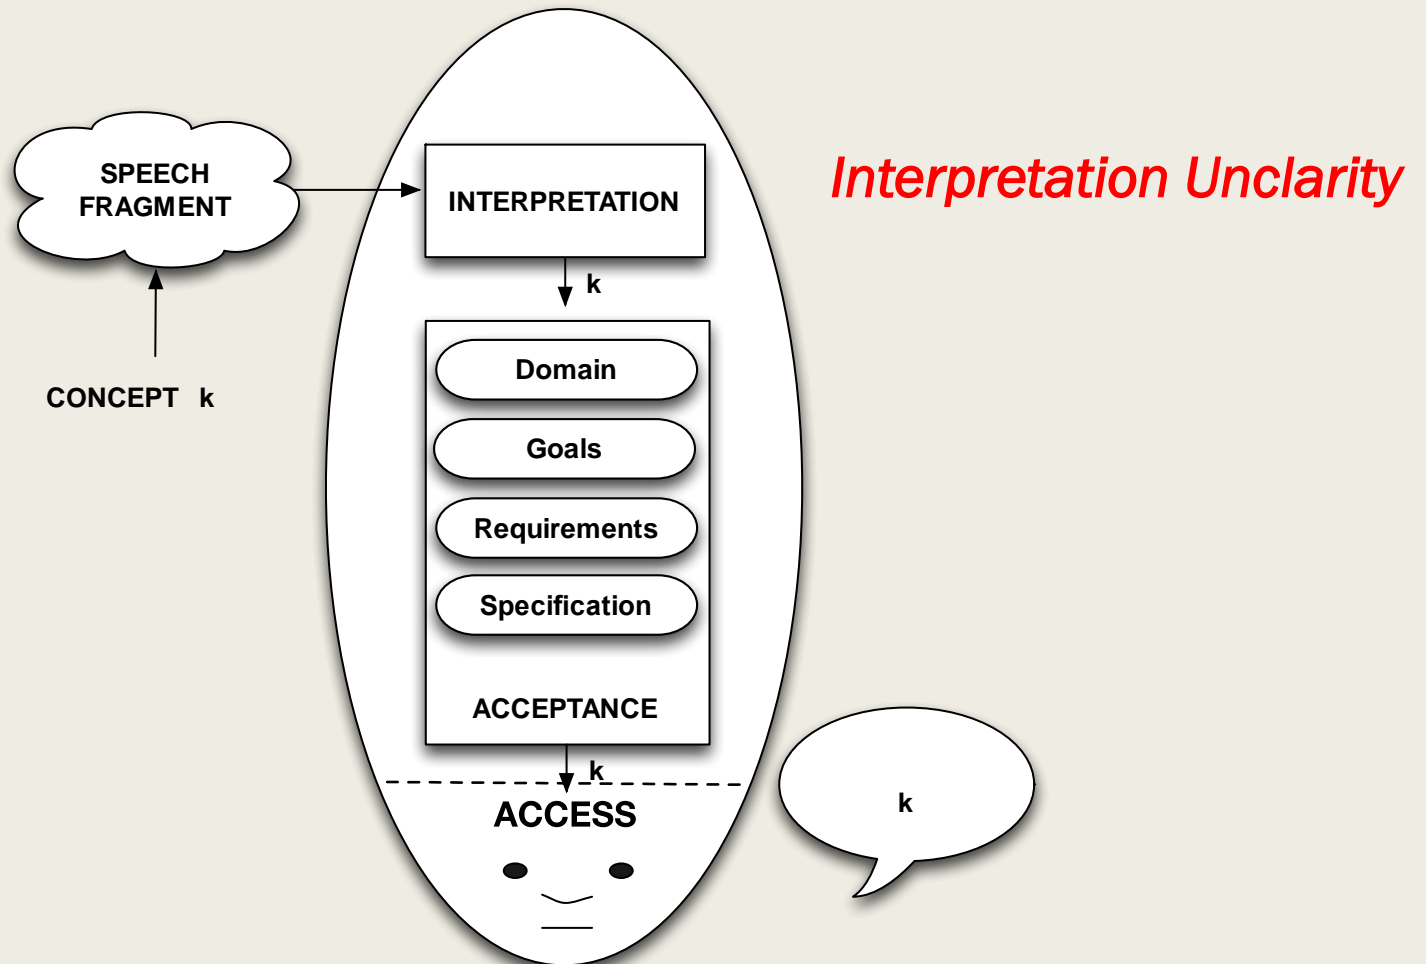 Interpretation Unclarity
SPEECH
FRAGMENT
INTERPRETATION
k
CONCEPT k
Domain
Goals
Requirements
Specification
ACCEPTANCE
k
ACCESS
k